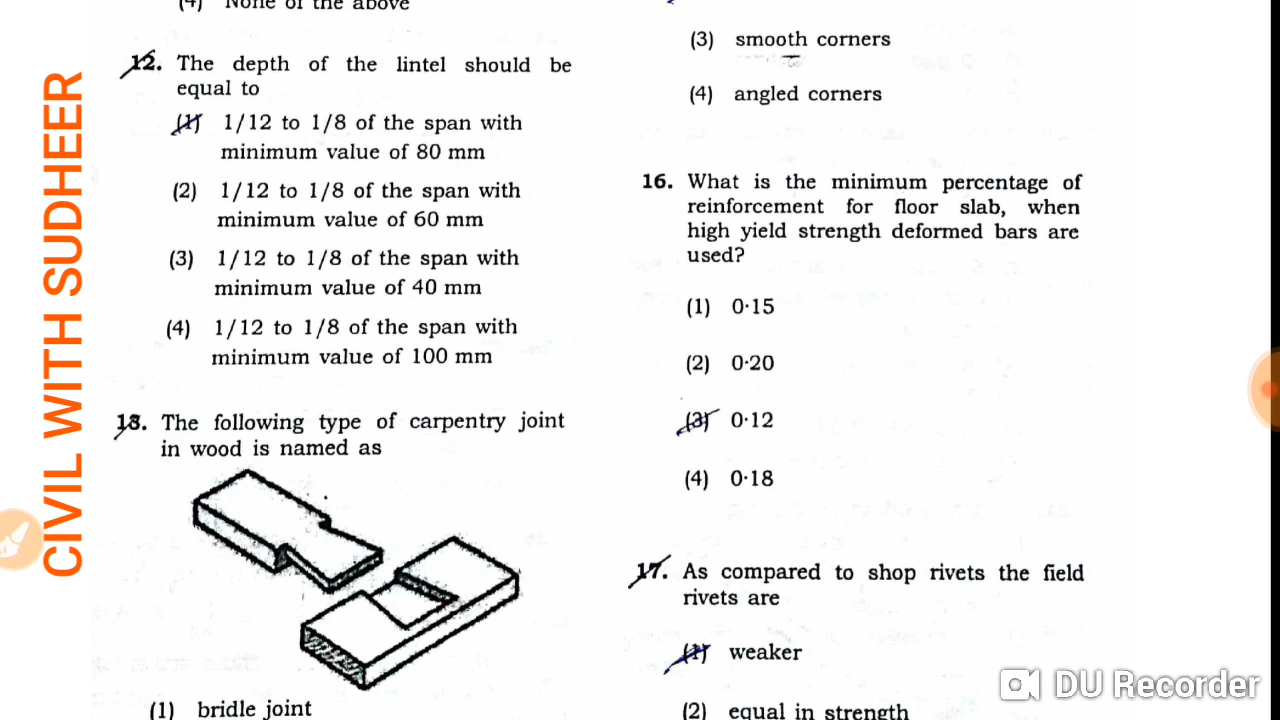 CIVIL WITH SUDHEER
(4) None of the above
12. The depth of the lintel should be
equal to
(1) 1/12 to 1/8 of the span with
minimum value of 80 mm
(2) 1/12 to 1/8 of the span with
minimum value of 60 mm
(3) 1/12 to 1/8 of the span with
minimum value of 40 mm
(4) 1/12 to 1/8 of the span with
minimum value of 100 mm
13. The following type of carpentry joint
in wood is named as
(1) bridle joint
(3) smooth corners
(4) angled corners
16. What is the minimum percentage of
reinforcement for floor slab, when
high yield strength deformed bars are
used?
(1) 0·15
(2) 0·20
(3) 0·12
(4) 0·18
17. As compared to shop rivets the field
rivets are
(1) weaker
(2) equal in strength
DU Recorder